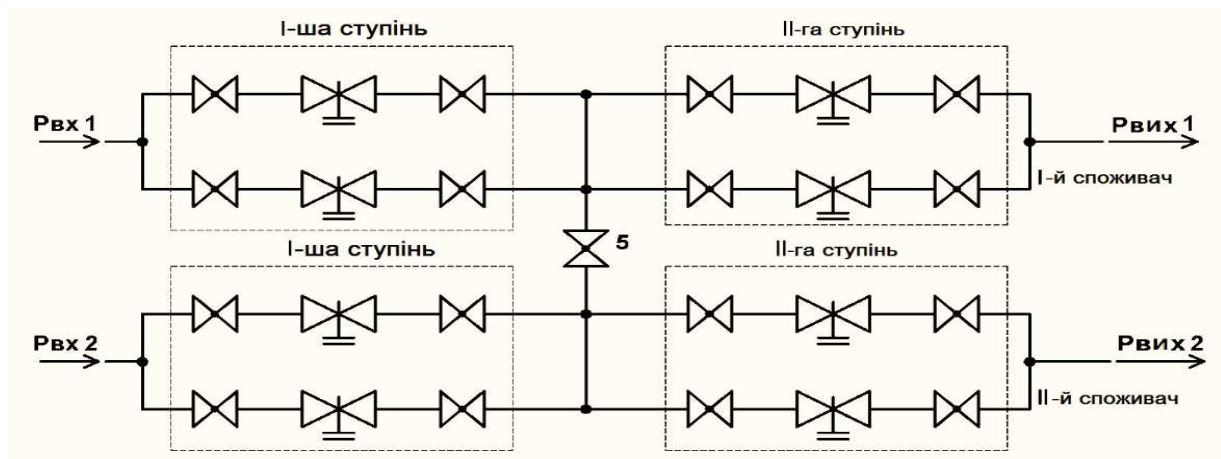 І-ша ступінь
ІІ-га ступінь
Рвх 1
Рвих 1
І-й споживач
5
І-ша ступінь
ІІ-га ступінь
Рвх 2
Рвих 2
ІІ-й споживач